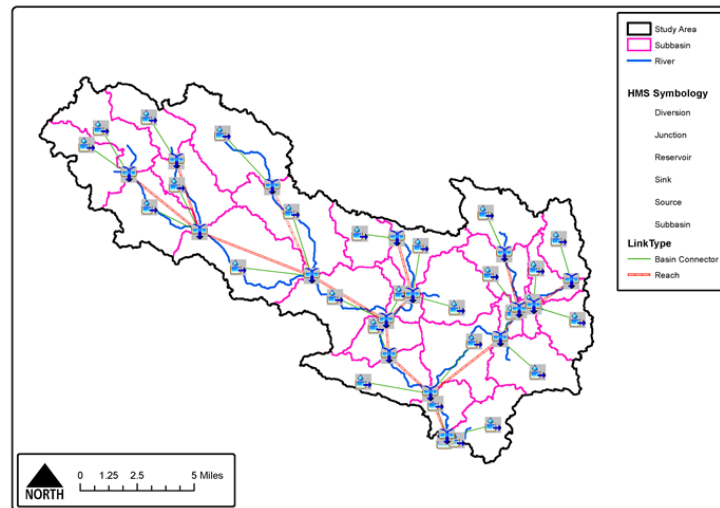 Study Area
Subbasin
River
HMS Symbology
Diversion
Junction
Reservoir
Sink
Source
Subbasin
LinkType
Basin Connector
Reach
NORTH
0 1.25 2.5 5 Miles